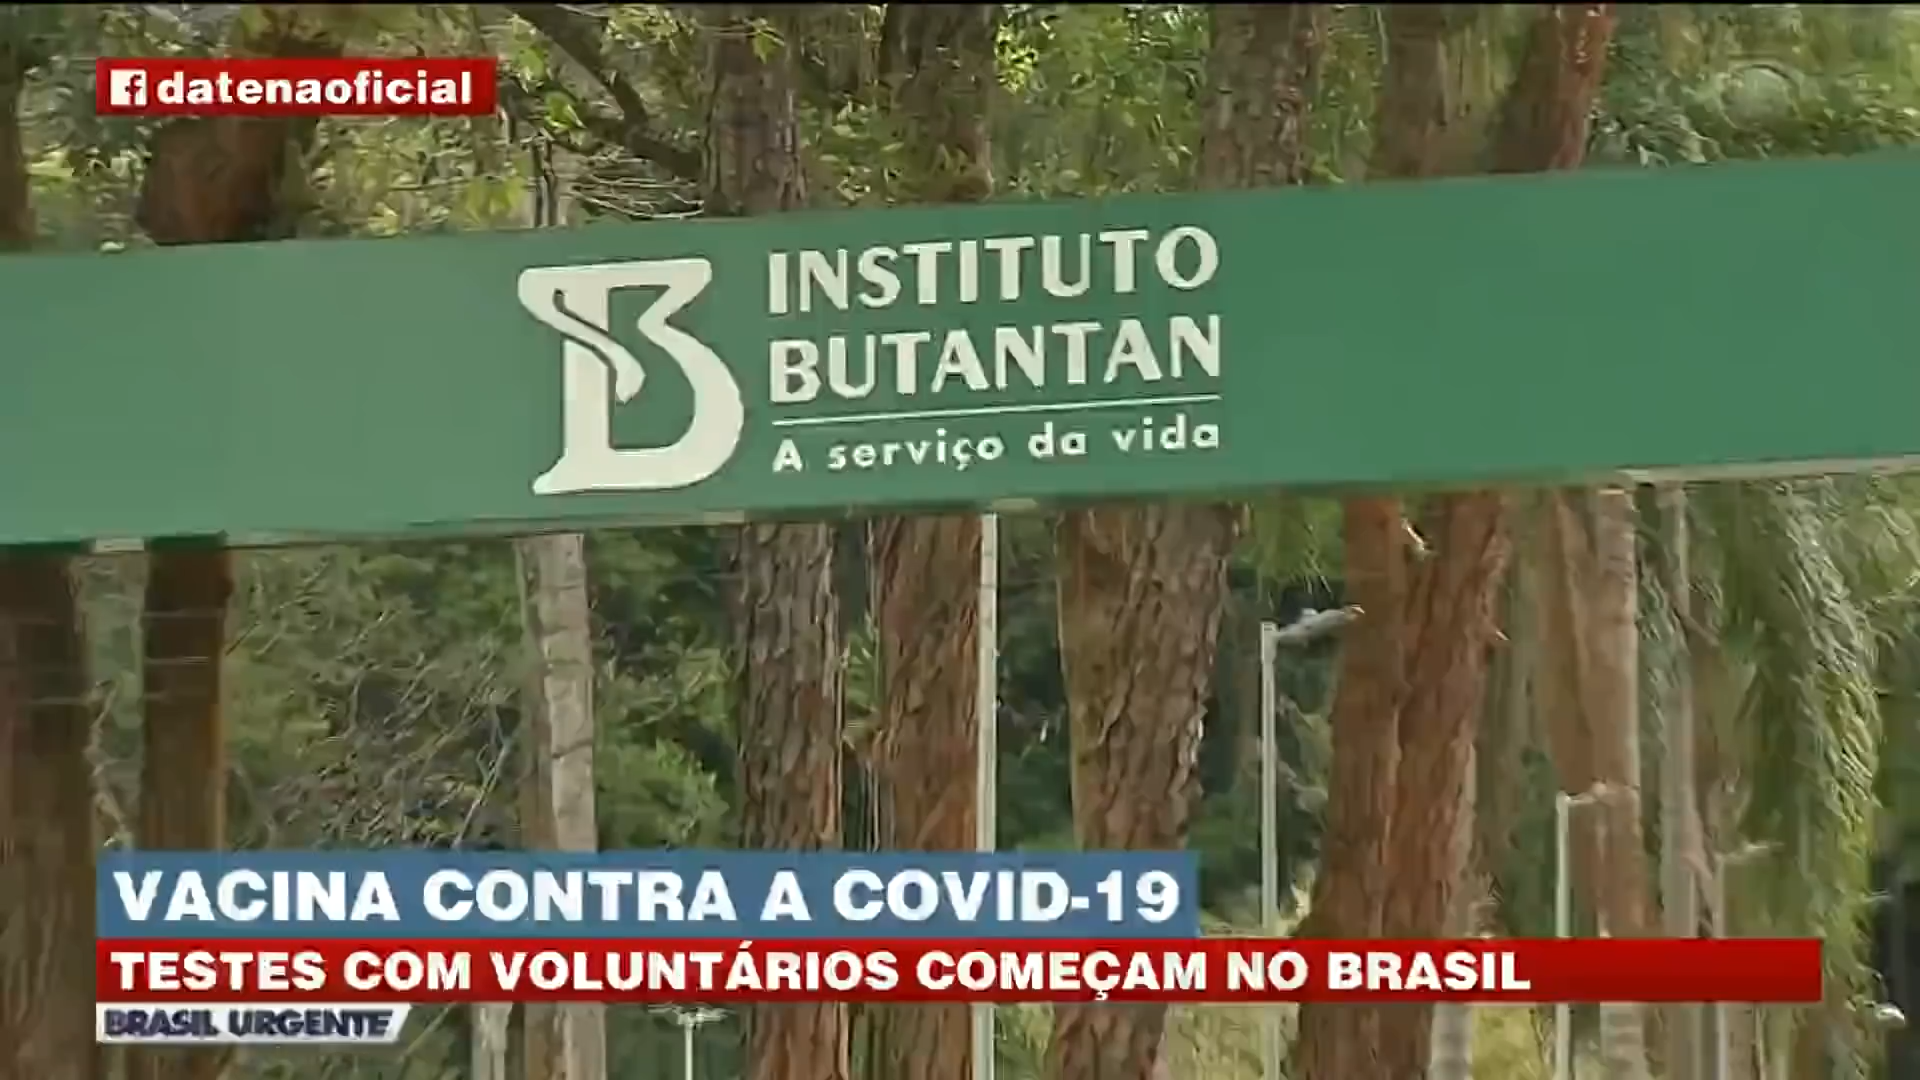 datenaoficial
INSTITUTO
BUTANTAN
A serviço da vida
VACINA CONTRA A COVID-19
TESTES COM VOLUNTÁRIOS COMEÇAM NO BRASIL
BRASIL URGENTE